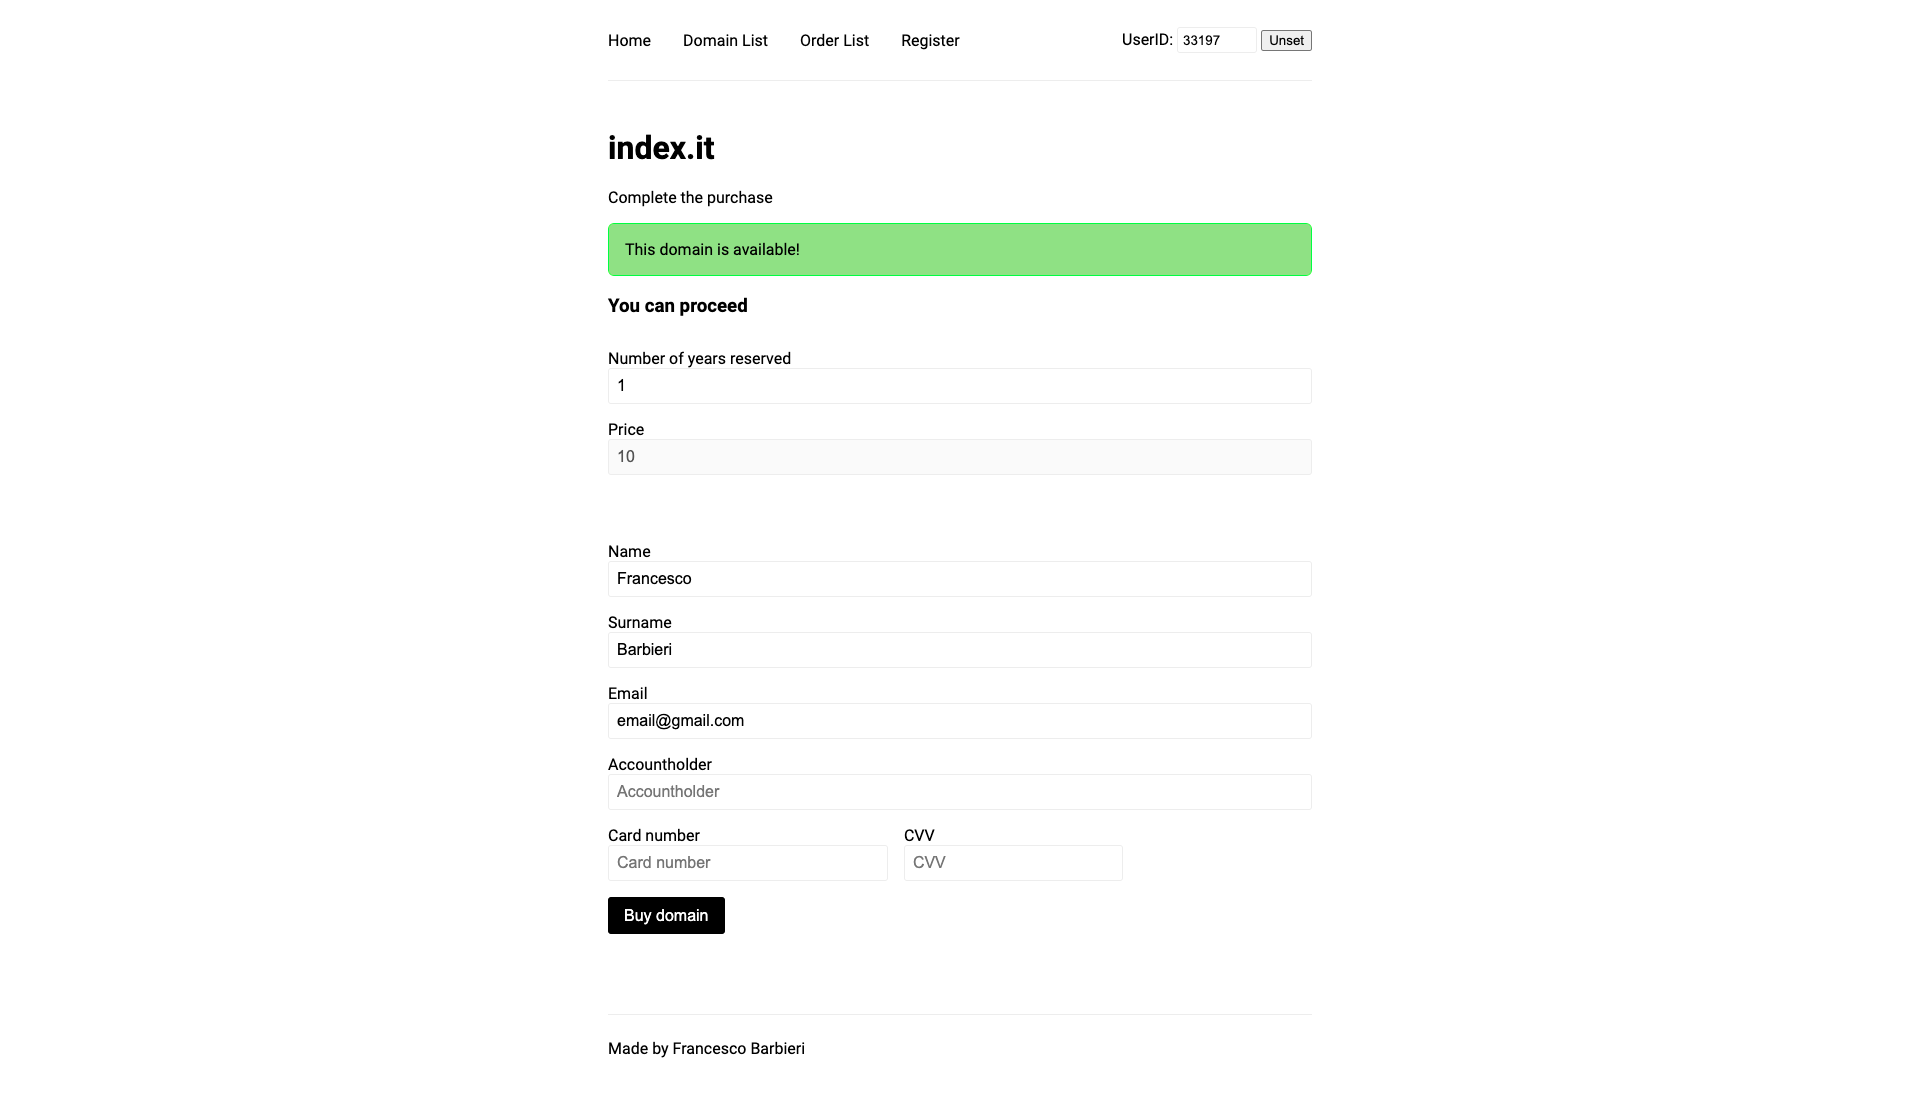 Home Domain List Order List Register UserID: 33197 Unset
index.it
Complete the purchase
This domain is available!
You can proceed
Number of years reserved
1
Price
10
Name
Francesco
Surname
Barbieri
Email
email@gmail.com
Accountholder
Accountholder
Card number CVV
Card number CVV
Buy domain
Made by Francesco Barbieri